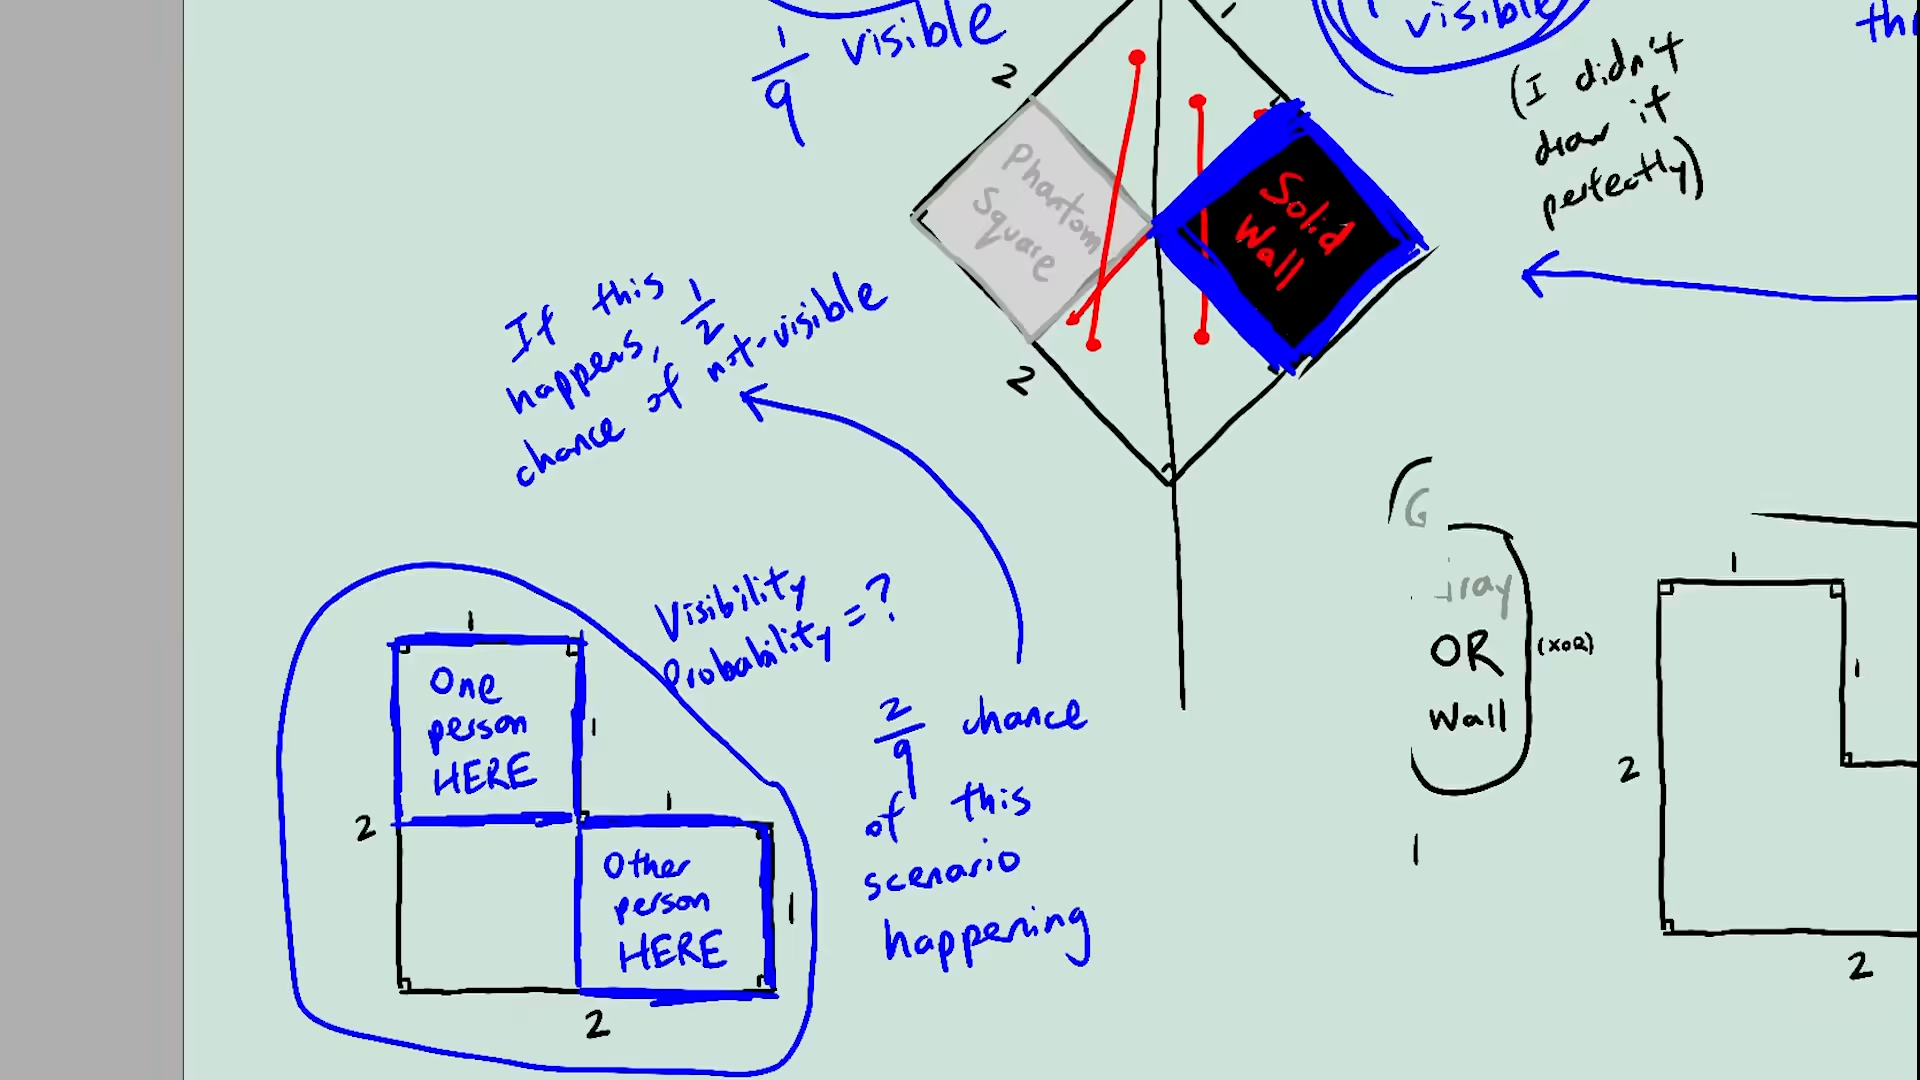 1/9 visible
visible
(I didn't
draw it
perfectly)
1
2
Phantom
Square
Solid
Wall
2
If this
happens, 1/2
chance of not-visible
Visibility
Probability = ?
1
One
person
HERE
1
2
1
Other
person
HERE
1
2
2/9 chance
of this
scenario
happening
G
ray
OR
Wall
(XOR)
1
1
1
2
2